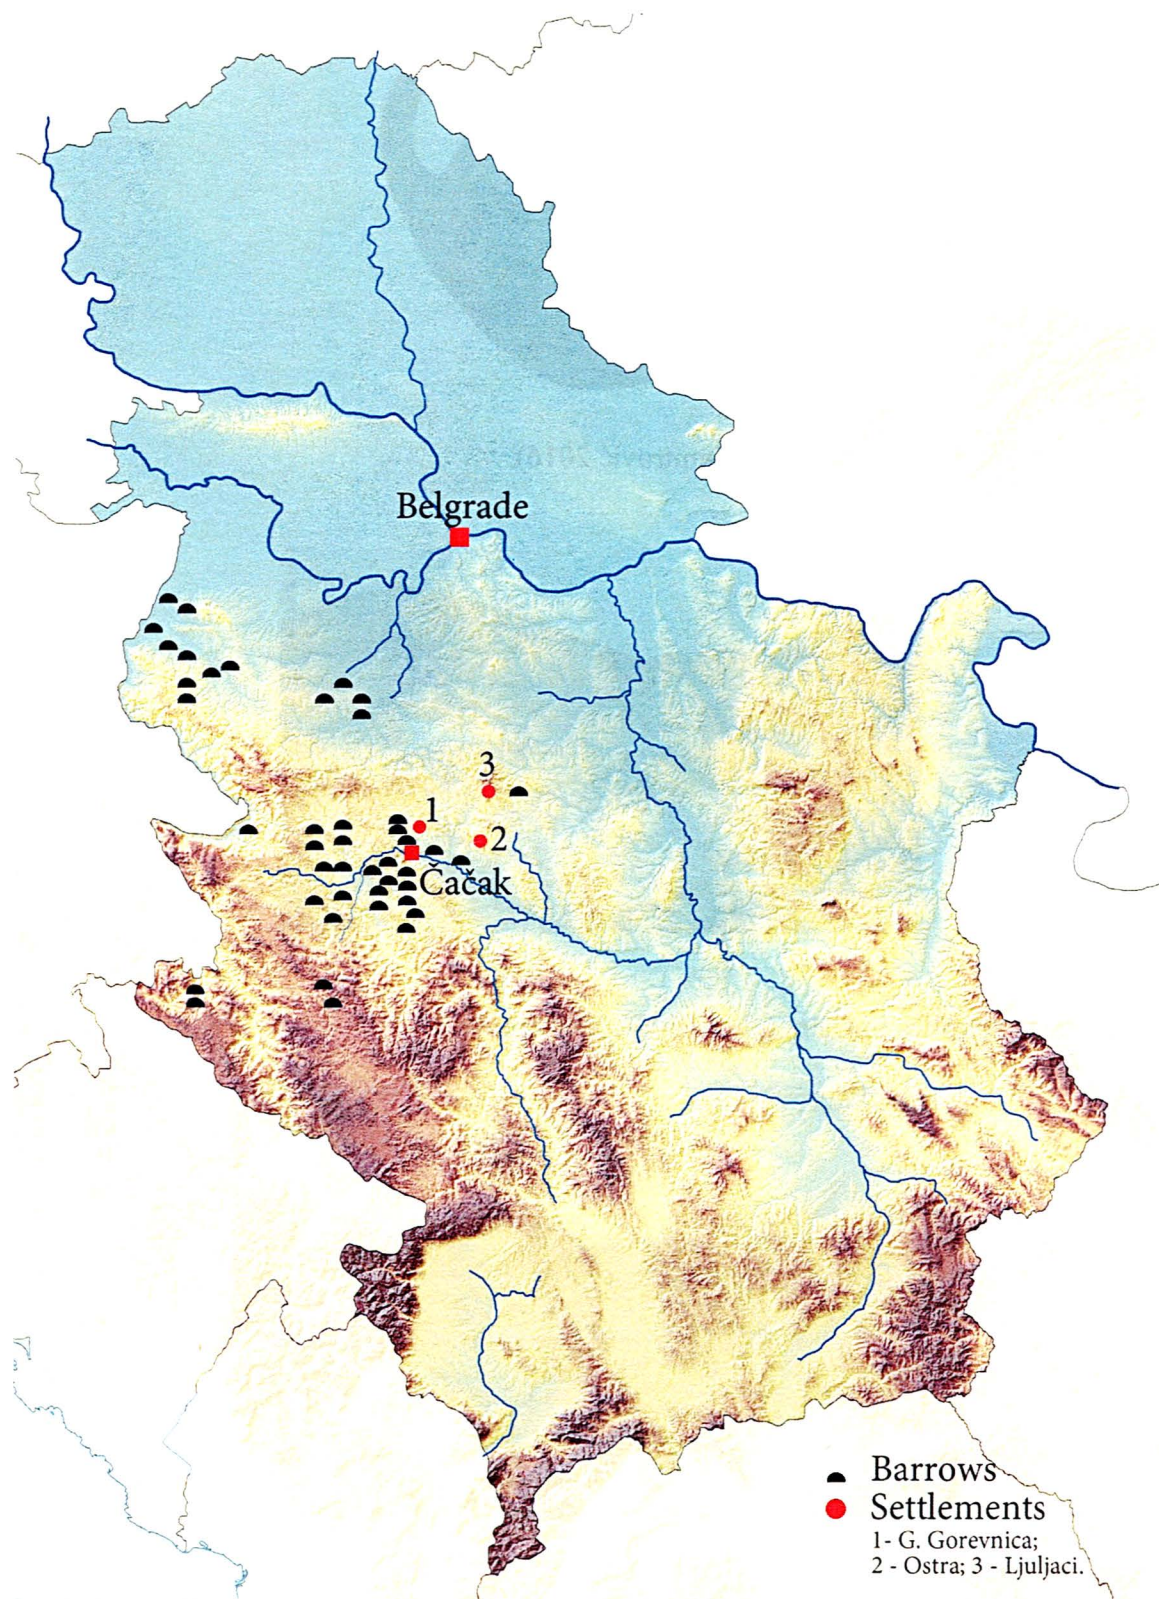 Belgrade
3
1
2
Čačak
Barrows
Settlements
1- G. Gorevnica;
2 - Ostra; 3 - Ljuljaci.